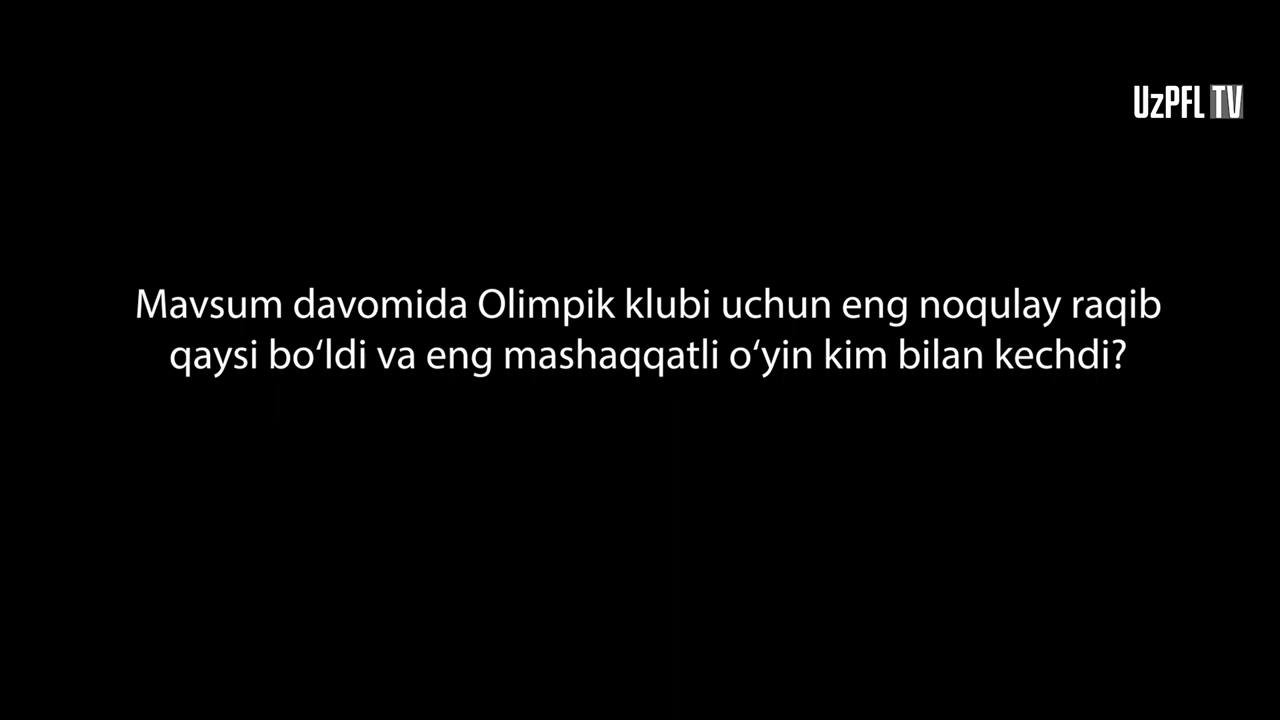 UzPFL TV
Mavsum davomida Olimpik klubi uchun eng noqulay raqib
qaysi bo‘ldi va eng mashaqqatli o‘yin kim bilan kechdi?